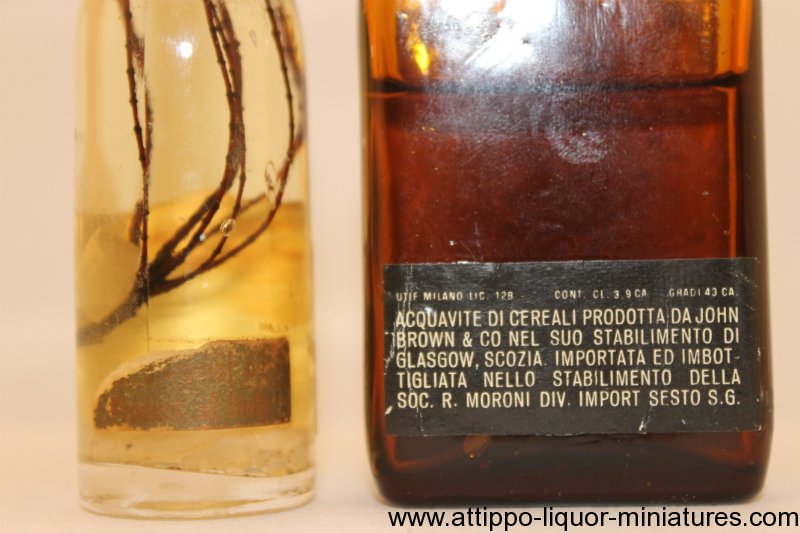 UTIF MILANO LIC. 129 CONT. CL. 3,9 CA GRADI 43 CA.
ACQUAVITE DI CEREALI PRODOTTA DA JOHN
BROWN & CO NEL SUO STABILIMENTO DI
GLASGOW, SCOZIA. IMPORTATA ED IMBOT-
TIGLIATA NELLO STABILIMENTO DELLA
SOC. R. MORONI DIV. IMPORT SESTO S.G.
www.attippo-liquor-miniatures.com